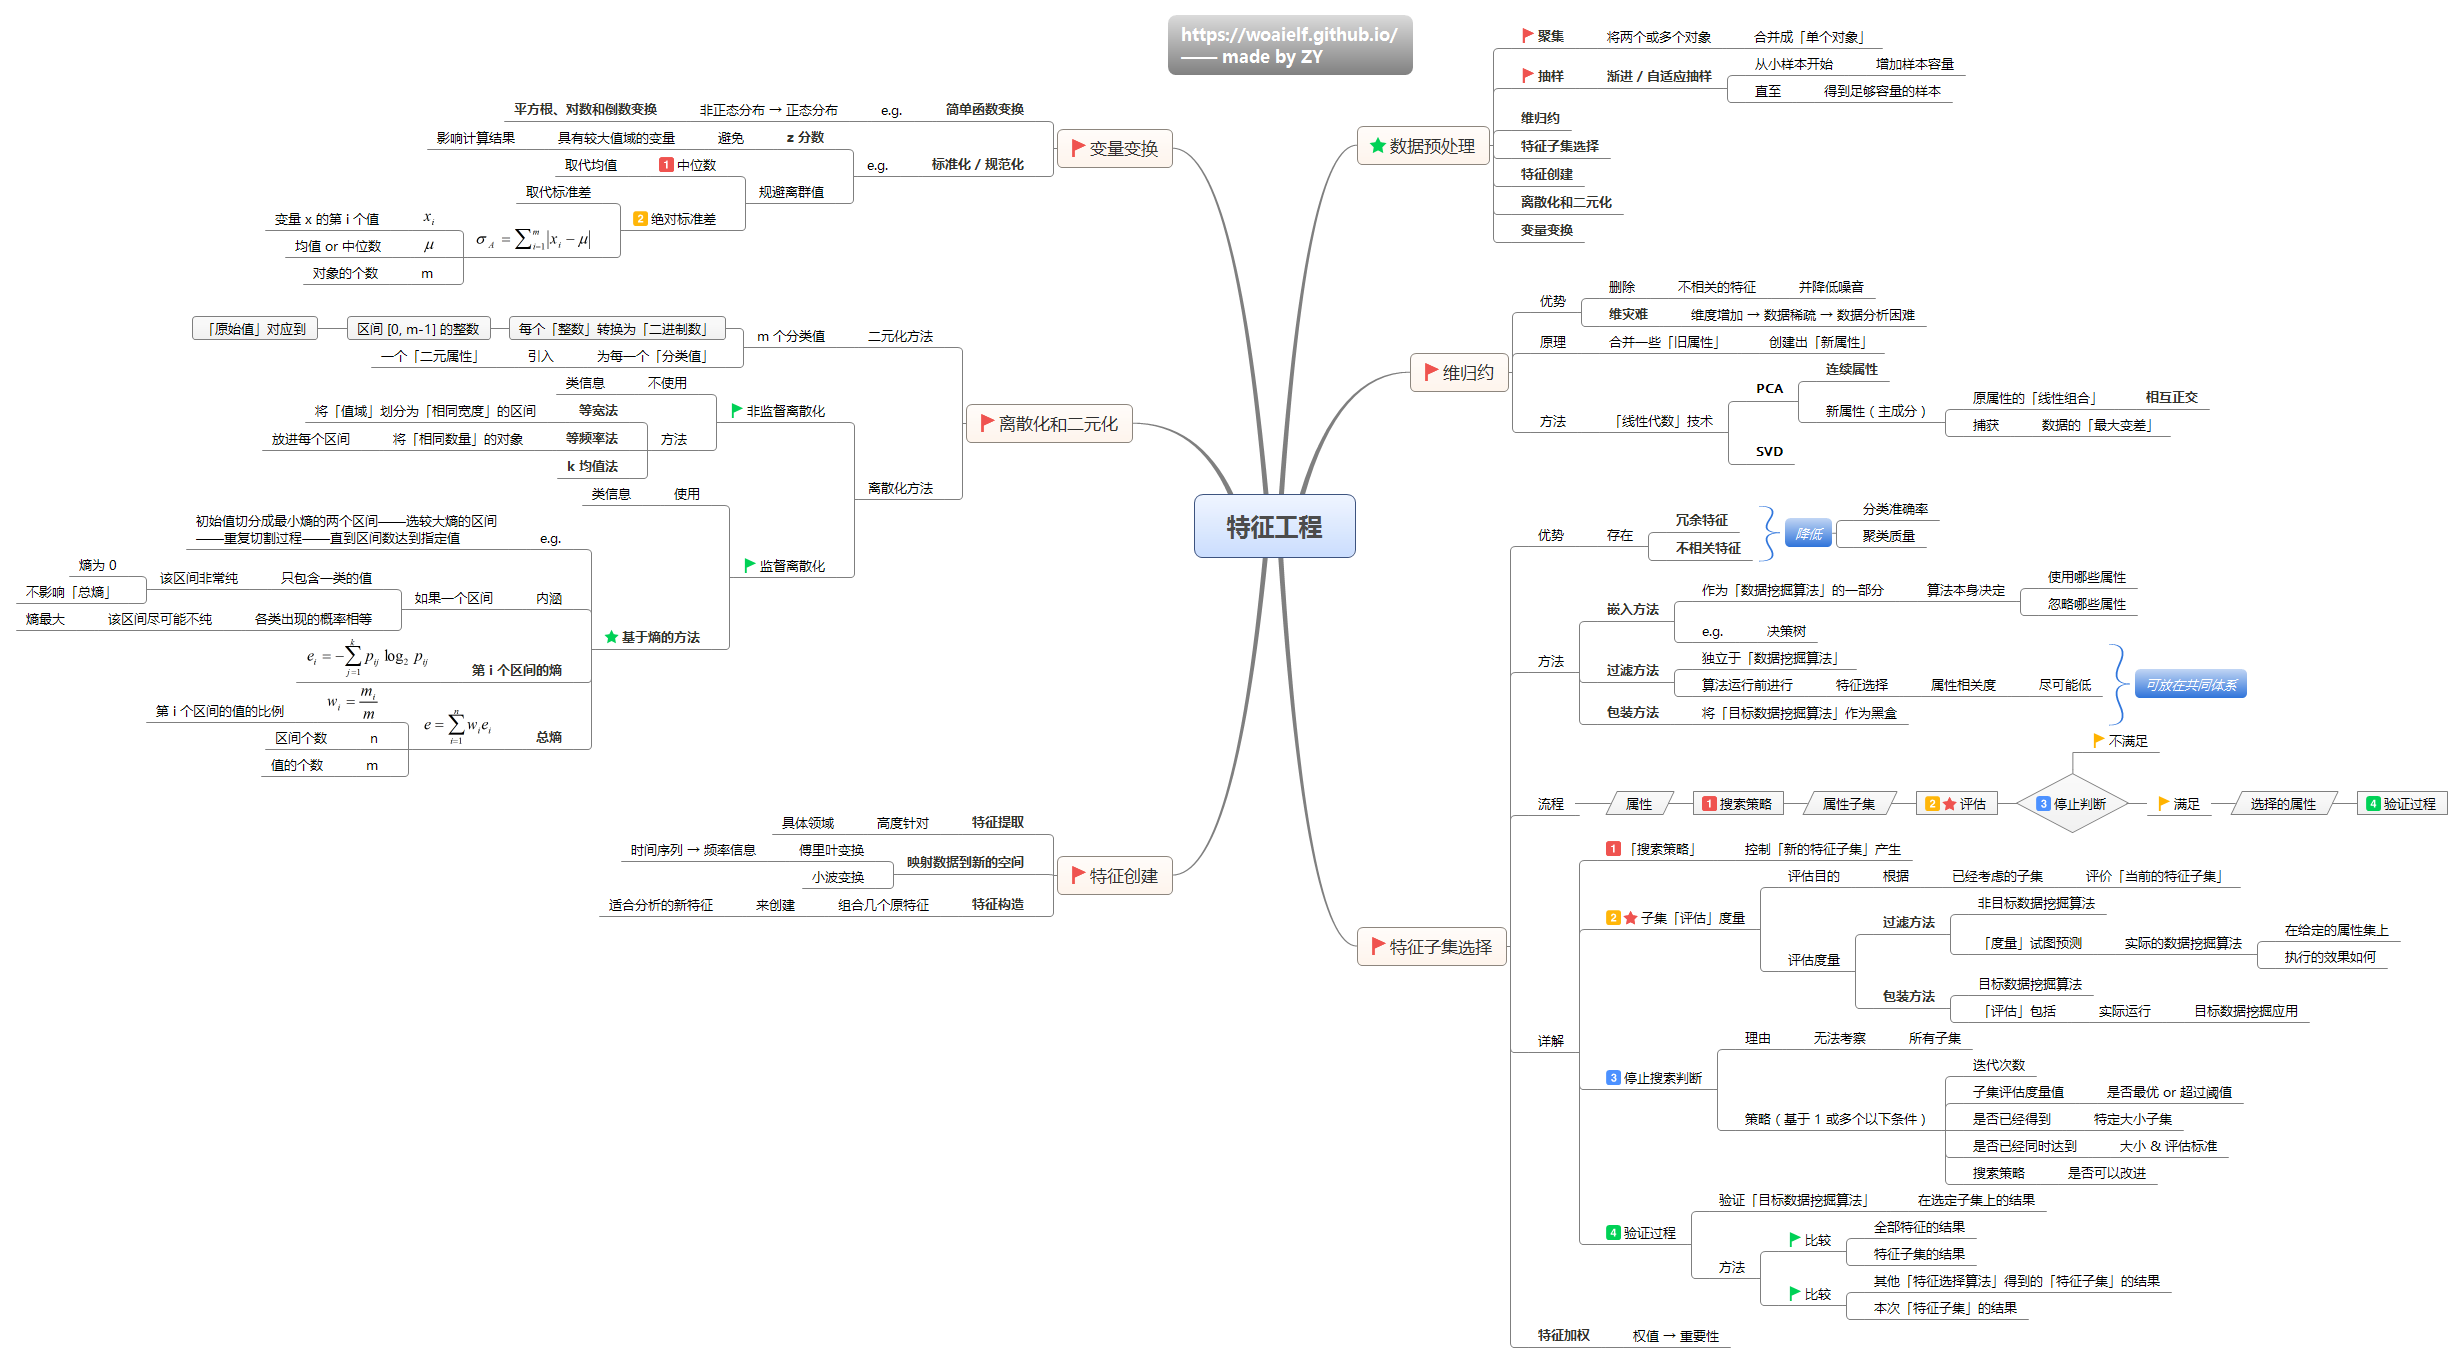 https://woaielf.github.io/
—— made by ZY
特征工程
数据预处理
聚集 将两个或多个对象 合并成「单个对象」
抽样 渐进 / 自适应抽样
从小样本开始 增加样本容量
直至 得到足够容量的样本
维归约
特征子集选择
特征创建
离散化和二元化
变量变换
维归约
优势
删除 不相关的特征 并降低噪音
维灾难 维度增加 → 数据稀疏 → 数据分析困难
原理 合并一些「旧属性」 创建出「新属性」
方法 「线性代数」技术
PCA
连续属性
新属性（主成分）
原属性的「线性组合」 相互正交
捕获 数据的「最大变差」
SVD
特征子集选择
优势 存在
冗余特征
不相关特征
降低
分类准确率
聚类质量
方法
嵌入方法
作为「数据挖掘算法」的一部分 算法本身决定
使用哪些属性
忽略哪些属性
e.g. 决策树
过滤方法
独立于「数据挖掘算法」
算法运行前进行 特征选择 属性相关度 尽可能低
包装方法 将「目标数据挖掘算法」作为黑盒
可放在共同体系
流程 属性 1 搜索策略 属性子集 2 评估 3 停止判断
不满足
满足 选择的属性 4 验证过程
详解
1 「搜索策略」 控制「新的特征子集」产生
2 子集「评估」度量
评估目的 根据 已经考虑的子集 评价「当前的特征子集」
评估度量
过滤方法
非目标数据挖掘算法
「度量」试图预测 实际的数据挖掘算法
在给定的属性集上
执行的效果如何
包装方法
目标数据挖掘算法
「评估」包括 实际运行 目标数据挖掘应用
3 停止搜索判断
理由 无法考察 所有子集
策略（基于 1 或多个以下条件）
迭代次数
子集评估度量值 是否最优 or 超过阈值
是否已经得到 特定大小子集
是否已经同时达到 大小 & 评估标准
搜索策略 是否可以改进
4 验证过程
验证「目标数据挖掘算法」 在选定子集上的结果
方法
比较
全部特征的结果
特征子集的结果
比较
其他「特征选择算法」得到的「特征子集」的结果
本次「特征子集」的结果
特征加权 权值 → 重要性
变量变换
平方根、对数和倒数变换 非正态分布 → 正态分布 e.g. 简单函数变换
影响计算结果 具有较大值域的变量 避免 z 分数
e.g. 标准化 / 规范化
取代均值 1 中位数
规避离群值
取代标准差
2 绝对标准差
变量 x 的第 i 个值 x_i
均值 or 中位数 μ
对象的个数 m
σ_A = ∑_{i=1}^{m} |x_i − μ|
离散化和二元化
「原始值」对应到 区间 [0, m-1] 的整数 每个「整数」转换为「二进制数」
m 个分类值 二元化方法
一个「二元属性」 引入 为每一个「分类值」
类信息 不使用
非监督离散化
将「值域」划分为「相同宽度」的区间 等宽法
放进每个区间 将「相同数量」的对象 等频率法
方法
k 均值法
离散化方法
类信息 使用
监督离散化
初始值切分成最小熵的两个区间——选较大熵的区间
——重复切割过程——直到区间数达到指定值
e.g.
熵为 0
不影响「总熵」
该区间非常纯 只包含一类的值
如果一个区间 内涵
熵最大 该区间尽可能不纯 各类出现的概率相等
基于熵的方法
e_i = −∑_{j=1}^{k} p_{ij} log_2 p_{ij} 第 i 个区间的熵
第 i 个区间的值的比例 w_i = m_i / m
区间个数 n
值的个数 m
e = ∑_{i=1}^{n} w_i e_i 总熵
特征创建
具体领域 高度针对 特征提取
时间序列 → 频率信息 傅里叶变换
小波变换
映射数据到新的空间
适合分析的新特征 来创建 组合几个原特征 特征构造